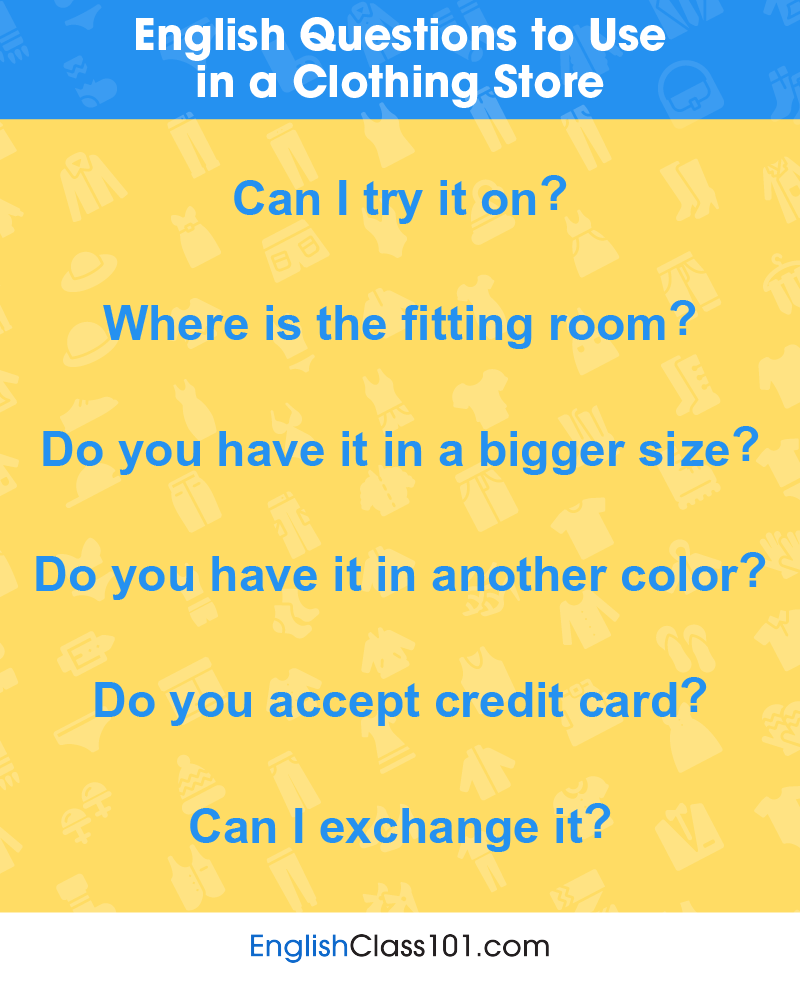 English Questions to Use
in a Clothing Store
Can I try it on?
Where is the fitting room?
Do you have it in a bigger size?
Do you have it in another color?
Do you accept credit card?
Can I exchange it?
EnglishClass101.com